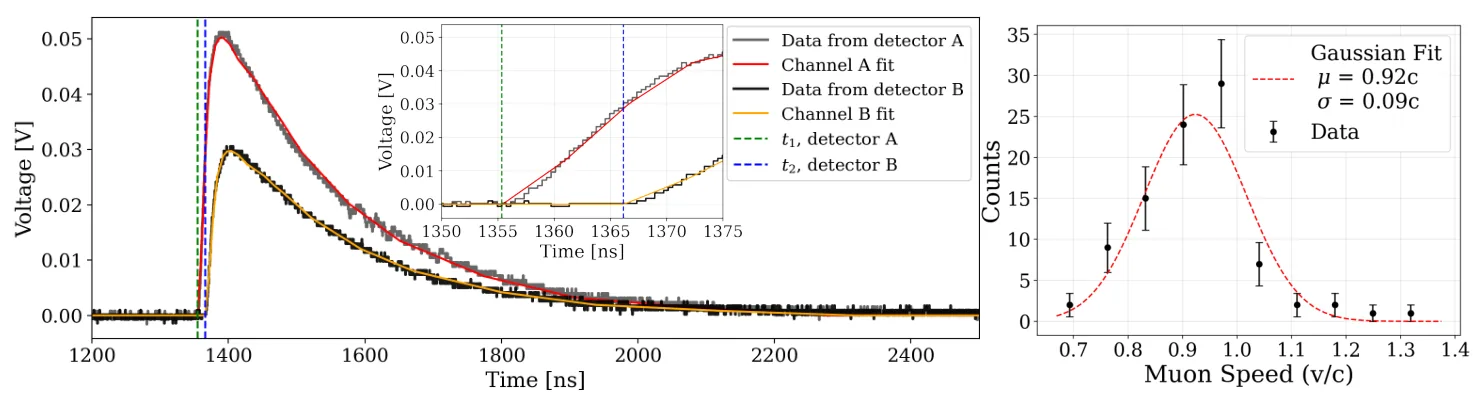 Voltage [V]
0.05
0.04
0.03
0.02
0.01
0.00
1200 1400 1600 1800 2000 2200 2400
Time [ns]
Voltage [V]
0.05
0.04
0.03
0.02
0.01
0.00
1350 1355 1360 1365 1370 1375
Time [ns]
Data from detector A
Channel A fit
Data from detector B
Channel B fit
t₁, detector A
t₂, detector B
Counts
35
30
25
20
15
10
5
0
0.7 0.8 0.9 1.0 1.1 1.2 1.3 1.4
Muon Speed (v/c)
Gaussian Fit
μ = 0.92c
σ = 0.09c
Data